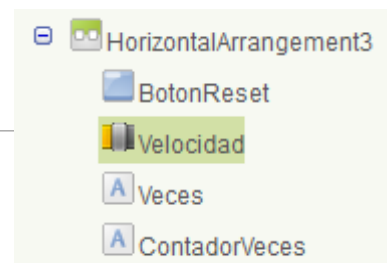 HorizontalArrangement3
BotonReset
Velocidad
A Veces
A ContadorVeces